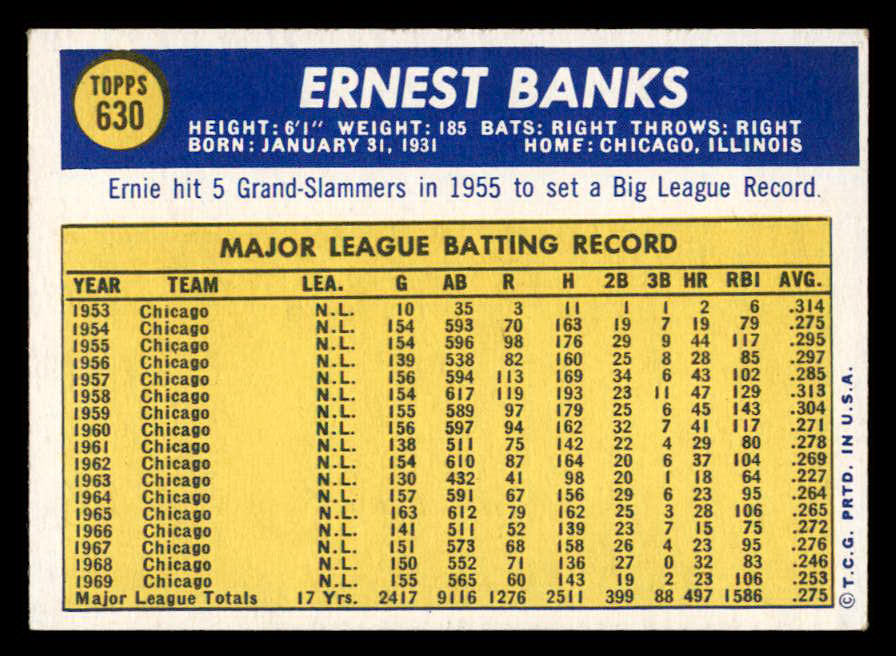 TOPPS
630
ERNEST BANKS
HEIGHT: 6'1" WEIGHT: 185 BATS: RIGHT THROWS: RIGHT
BORN: JANUARY 31, 1931 HOME: CHICAGO, ILLINOIS
Ernie hit 5 Grand-Slammers in 1955 to set a Big League Record.
MAJOR LEAGUE BATTING RECORD
YEAR TEAM LEA. G AB R H 2B 3B HR RBI AVG.
1953 Chicago N.L. 10 35 3 11 1 1 2 6 .314
1954 Chicago N.L. 154 593 70 163 19 7 19 79 .275
1955 Chicago N.L. 154 596 98 176 29 9 44 117 .295
1956 Chicago N.L. 139 538 82 160 25 8 28 85 .297
1957 Chicago N.L. 156 594 113 169 34 6 43 102 .285
1958 Chicago N.L. 154 617 119 193 23 11 47 129 .313
1959 Chicago N.L. 155 589 97 179 25 6 45 143 .304
1960 Chicago N.L. 156 597 94 162 32 7 41 117 .271
1961 Chicago N.L. 138 511 75 142 22 4 29 80 .278
1962 Chicago N.L. 154 610 87 164 20 6 37 104 .269
1963 Chicago N.L. 130 432 41 98 20 1 18 64 .227
1964 Chicago N.L. 157 591 67 156 29 6 23 95 .264
1965 Chicago N.L. 163 612 79 162 25 3 28 106 .265
1966 Chicago N.L. 141 511 52 139 23 7 15 75 .272
1967 Chicago N.L. 151 573 68 158 26 4 23 95 .276
1968 Chicago N.L. 150 552 71 136 27 0 32 83 .246
1969 Chicago N.L. 155 565 60 143 19 2 23 106 .253
Major League Totals 17 Yrs. 2417 9116 1276 2511 399 88 497 1586 .275
© T.C.G. PRTD. IN U.S.A.